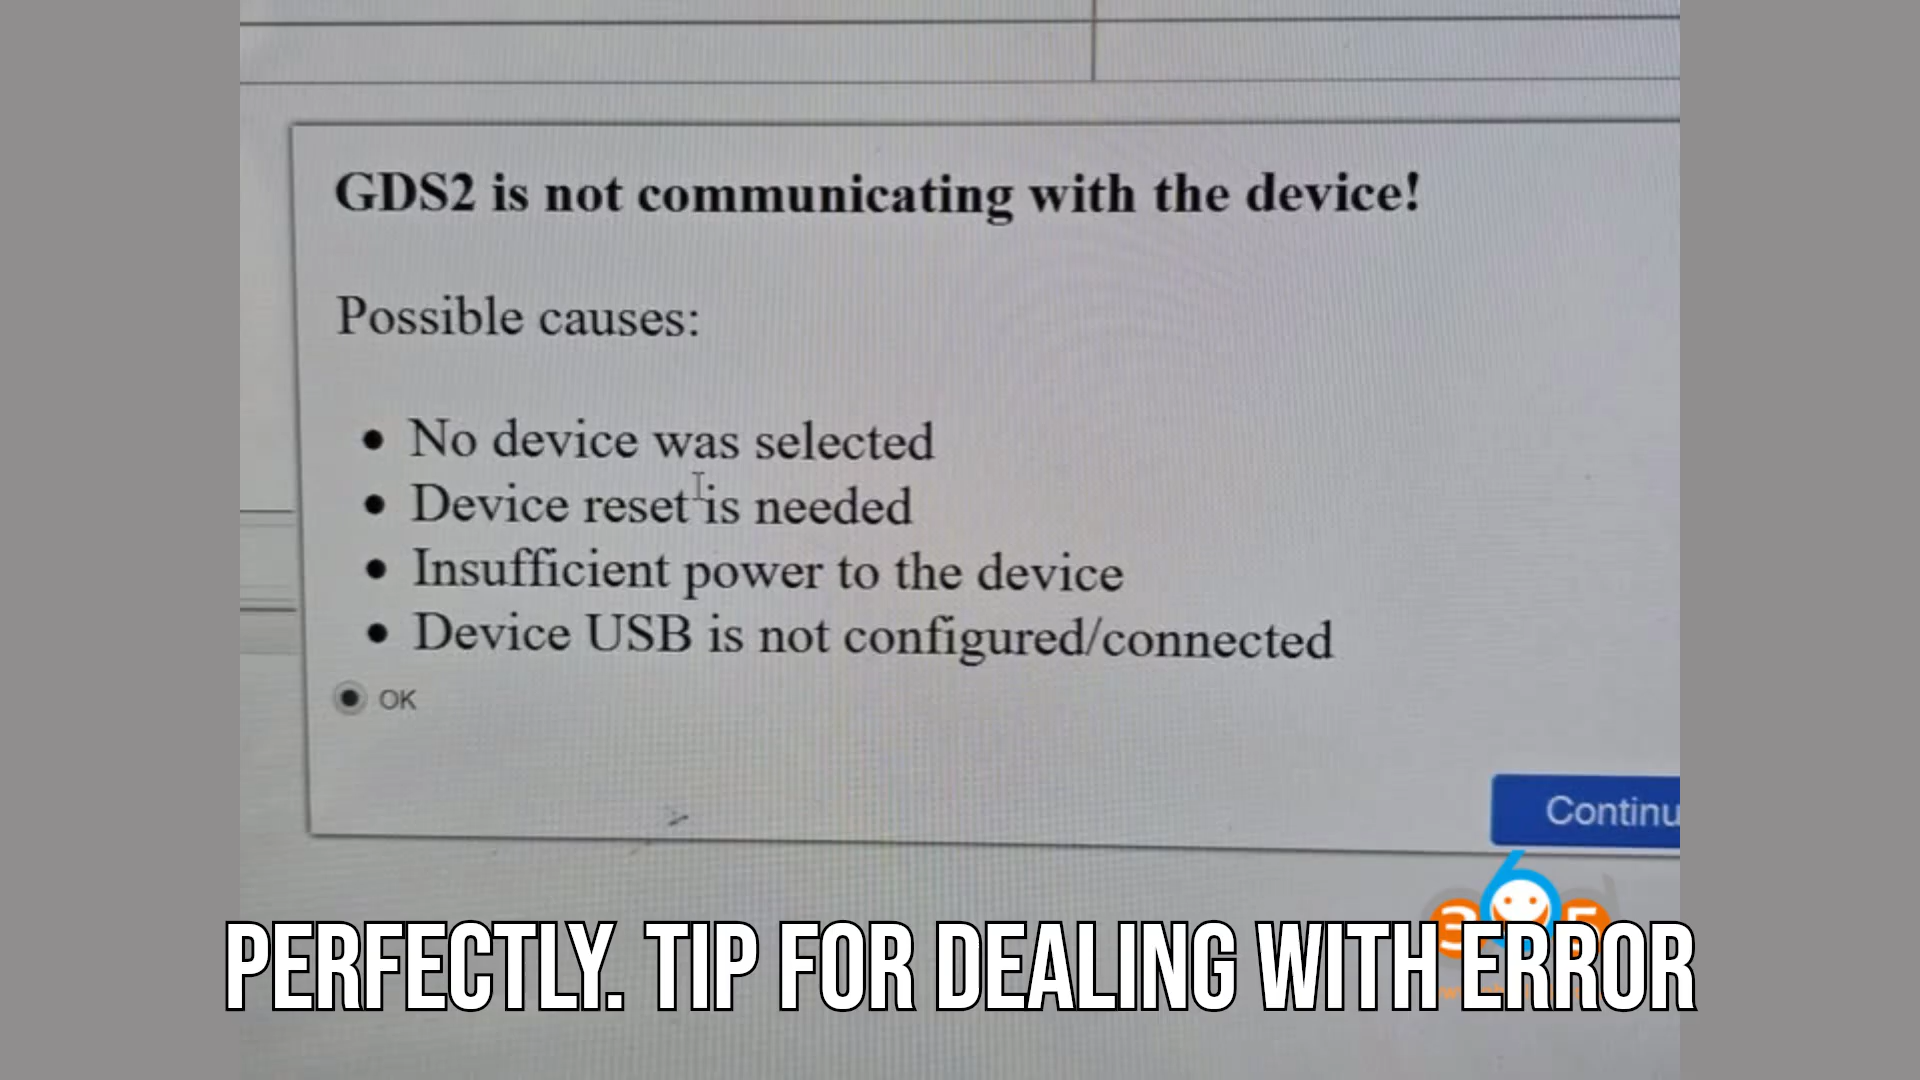 GDS2 is not communicating with the device!
Possible causes:
• No device was selected
• Device reset is needed
• Insufficient power to the device
• Device USB is not configured/connected
OK
Continu
PERFECTLY. TIP FOR DEALING WITH ERROR